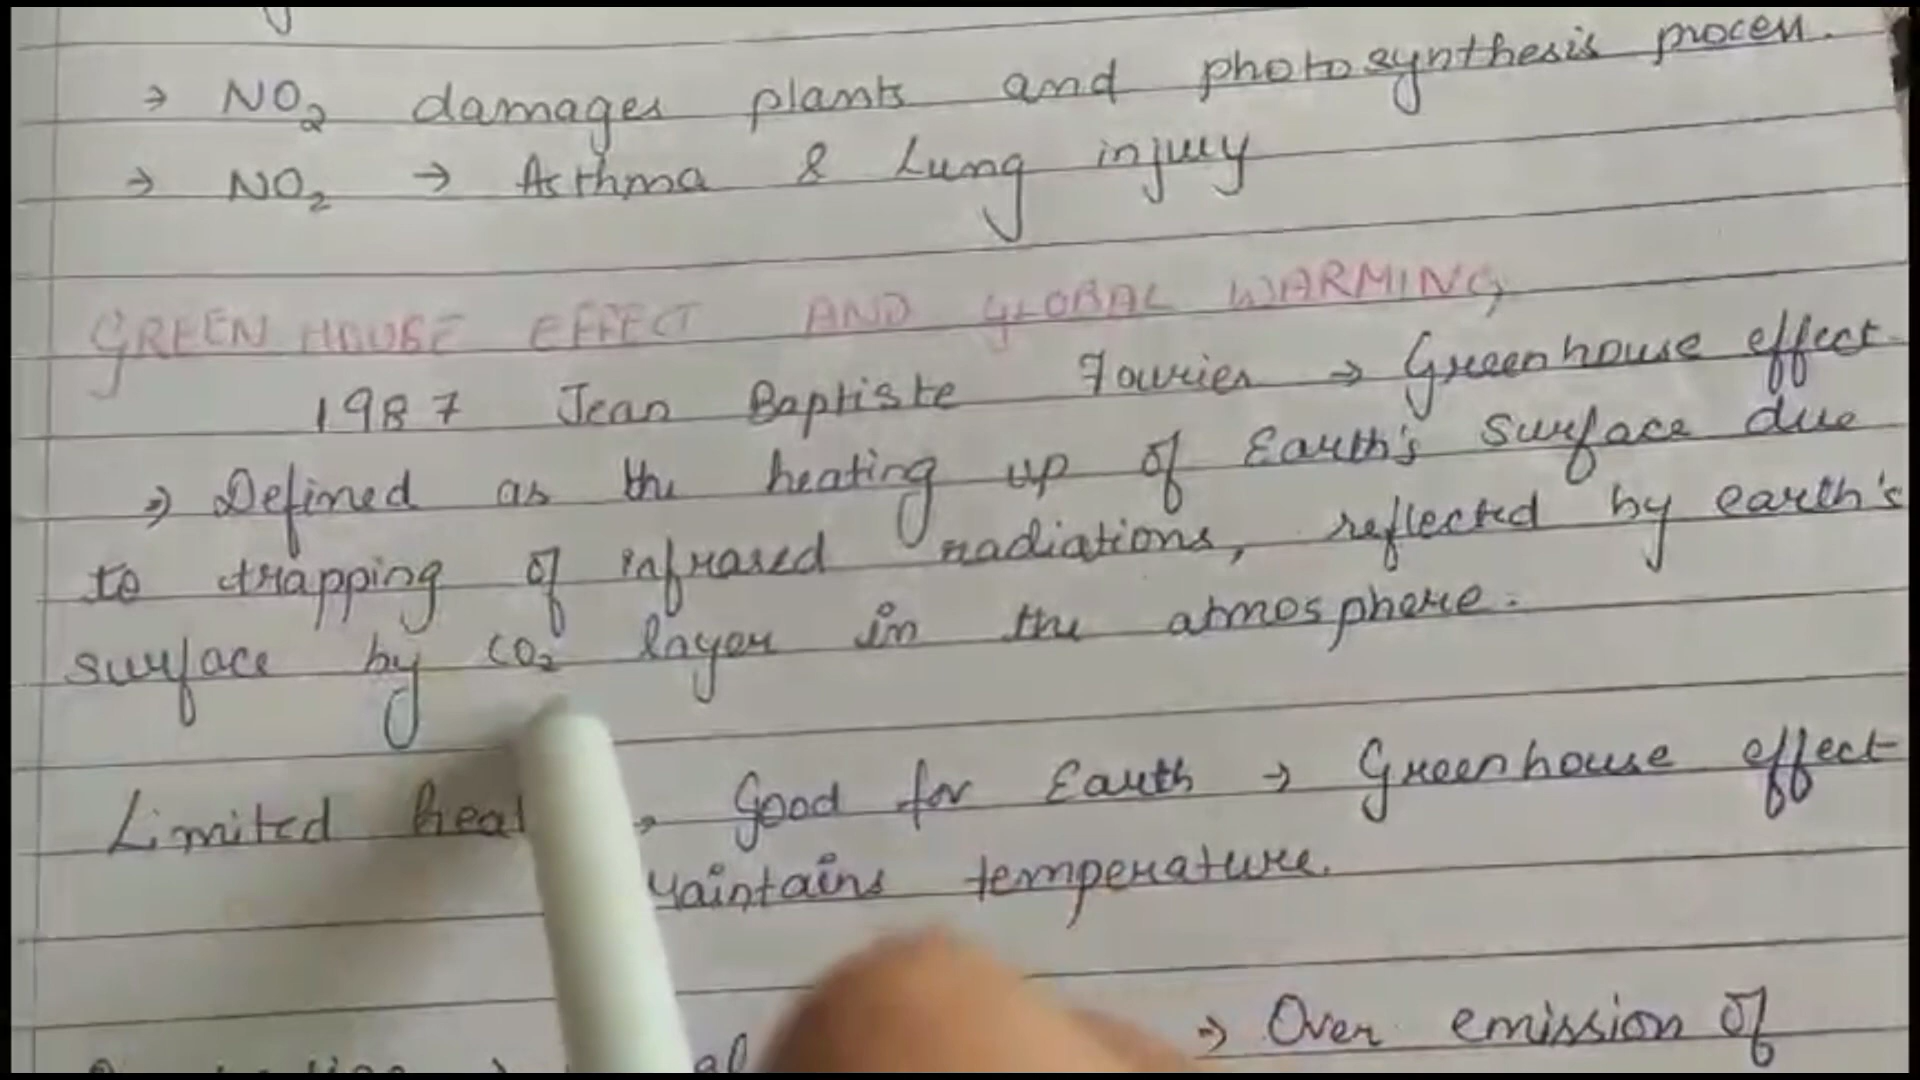 → NO2 damages plants and photosynthesis process.
→ NO2 → Asthma & Lung injury
GREEN HOUSE EFFECT AND GLOBAL WARMING
1987 Jean Baptiste Fourier → Greenhouse effect.
⇒ Defined as the heating up of Earth's surface due
to trapping of infrared radiations, reflected by earth's
surface by CO2 layer in the atmosphere.
Limited heat → Good for Earth → Greenhouse effect
Maintains temperature.
⇒ Over emission of